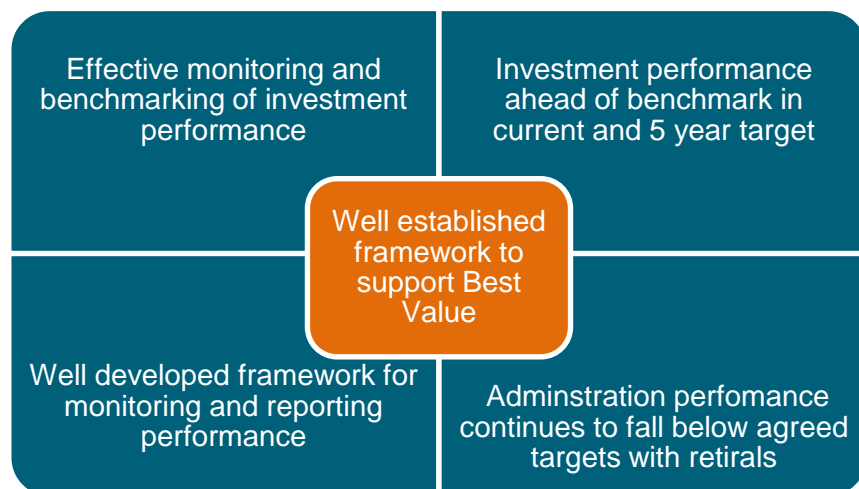 Effective monitoring and
benchmarking of investment
performance
Investment performance
ahead of benchmark in
current and 5 year target
Well established
framework to
support Best
Value
Well developed framework for
monitoring and reporting
performance
Adminstration perfomance
continues to fall below agreed
targets with retirals